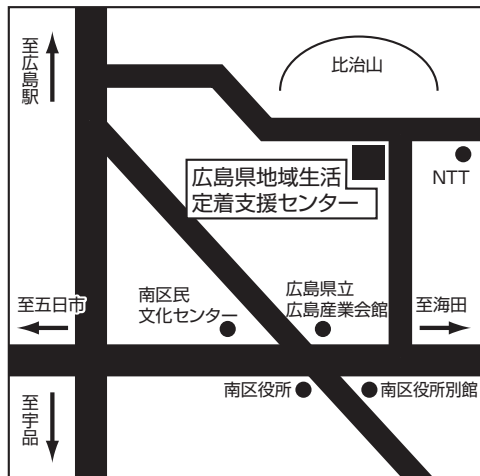 至広島駅
比治山
広島県地域生活
定着支援センター
NTT
至五日市
南区民
文化センター
広島県立
広島産業会館
至海田
南区役所
南区役所別館
至宇品